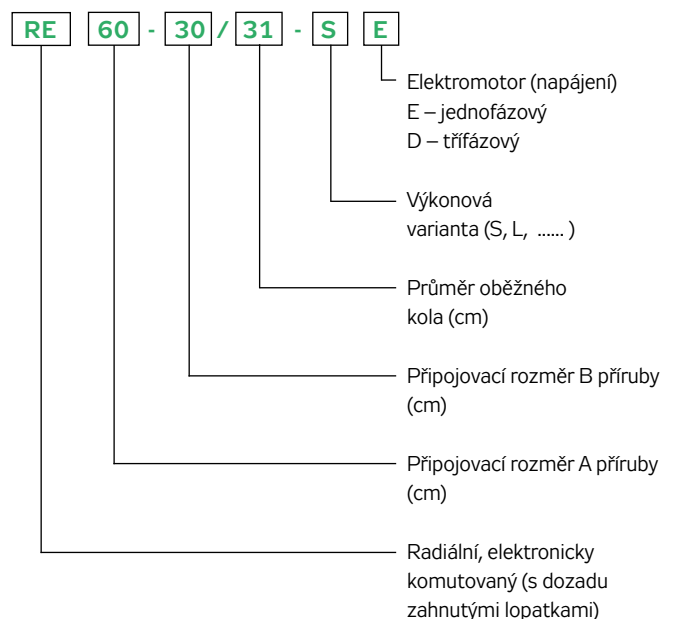 RE 60 - 30 / 31 - S E
Elektromotor (napájení)
E – jednofázový
D – třífázový
Výkonová
varianta (S, L, ...... )
Průměr oběžného
kola (cm)
Připojovací rozměr B příruby
(cm)
Připojovací rozměr A příruby
(cm)
Radiální, elektronicky
komutovaný (s dozadu
zahnutými lopatkami)